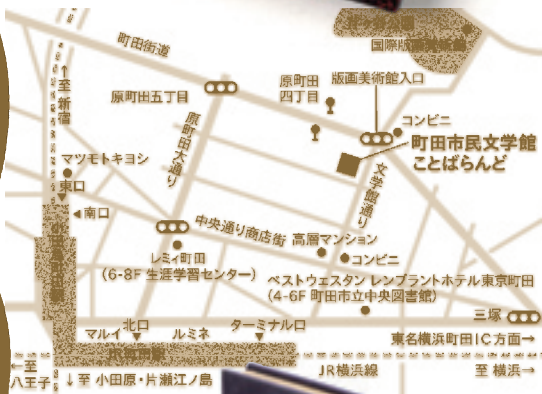 町田街道
国際版画美術館
原町田
四丁目
版画美術館入口
←至 新宿
原町田五丁目
コンビニ
町田市民文学館
ことばらんど
原町田大通り
マツモトキヨシ
東口
文学館通り
南口
中央通り商店街
高層マンション
コンビニ
レミィ町田
(6-8F 生涯学習センター)
ベストウェスタン レンブラントホテル東京町田
(4-6F 町田市立中央図書館)
三塚
マルイ
北口
ルミネ
ターミナル口
東名横浜町田IC方面→
JR町田駅
←至
八王子
↓至 小田原・片瀬江ノ島
JR横浜線
至 横浜→